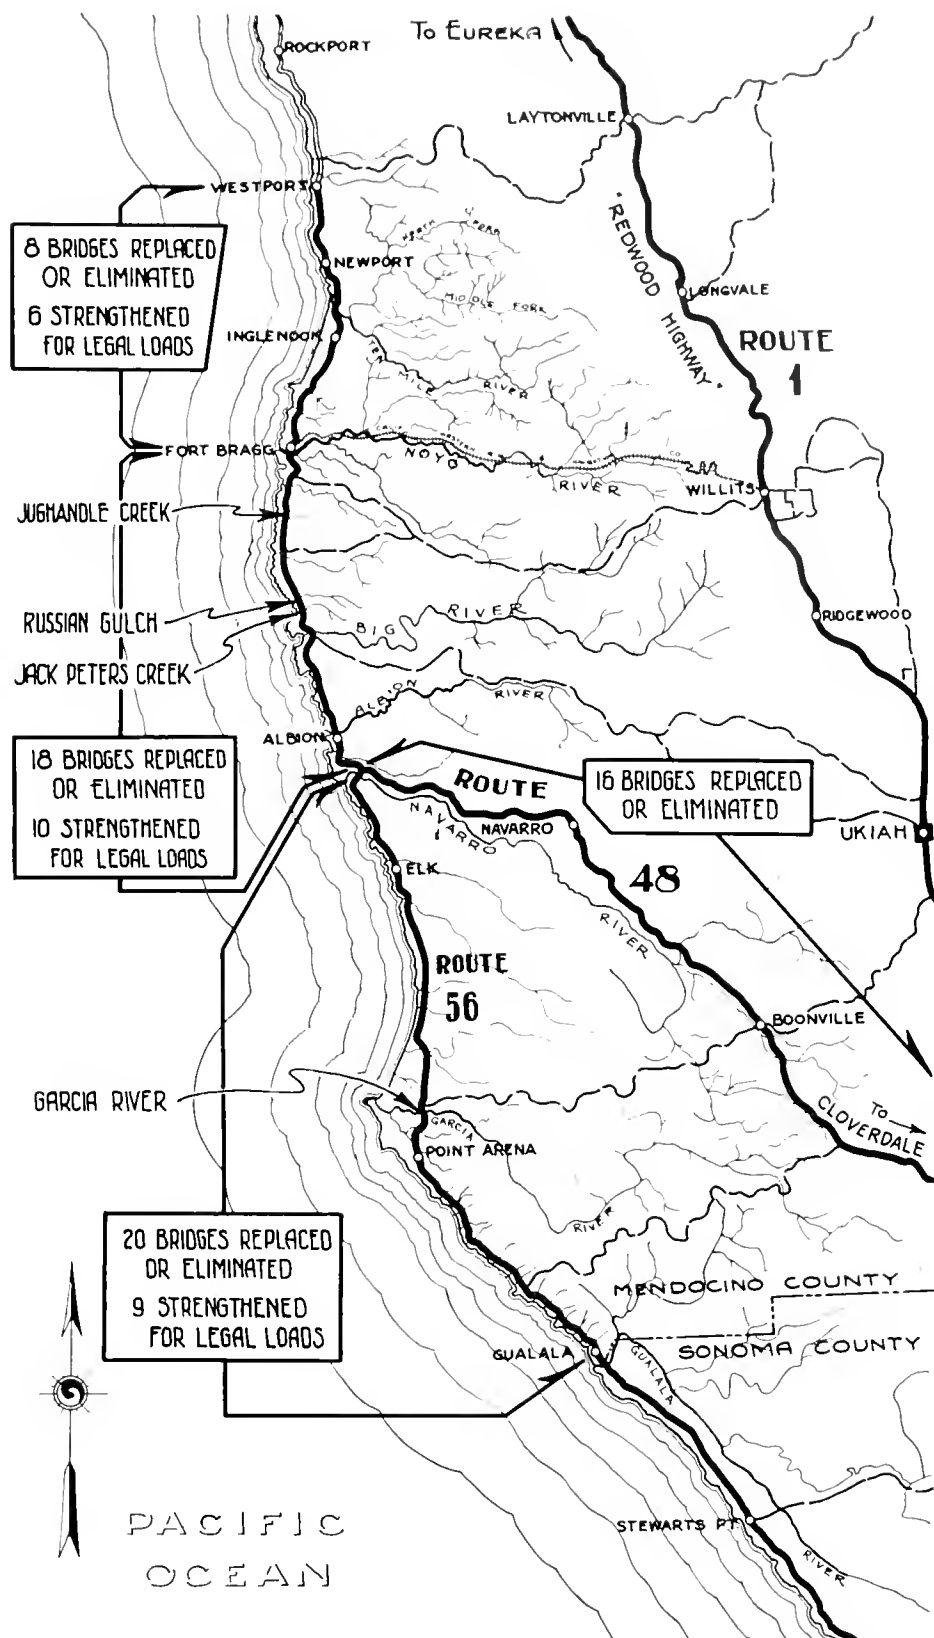 To EUREKA
ROCKPORT
LAYTONVILLE
WESTPORT
8 BRIDGES REPLACED
OR ELIMINATED
6 STRENGTHENED
FOR LEGAL LOADS
NORTH FORK
NEWPORT
"REDWOOD HIGHWAY"
LONGVALE
MIDDLE FORK
INGLENOOK
ROUTE
1
TEN MILE RIVER
FORT BRAGG
NOYO
RIVER
WILLITS
JUGHANDLE CREEK
RUSSIAN GULCH
BIG RIVER
RIDGEWOOD
JACK PETERS CREEK
ALBION RIVER
ALBION
18 BRIDGES REPLACED
OR ELIMINATED
10 STRENGTHENED
FOR LEGAL LOADS
ROUTE
48
16 BRIDGES REPLACED
OR ELIMINATED
NAVARRO
NAVARRO
RIVER
UKIAH
ELK
ROUTE
56
BOONVILLE
GARCIA RIVER
GARCIA
RIVER
TO
CLOVERDALE
POINT ARENA
20 BRIDGES REPLACED
OR ELIMINATED
9 STRENGTHENED
FOR LEGAL LOADS
MENDOCINO COUNTY
SONOMA COUNTY
GUALALA
GUALALA
RIVER
STEWARTS PT.
PACIFIC
OCEAN